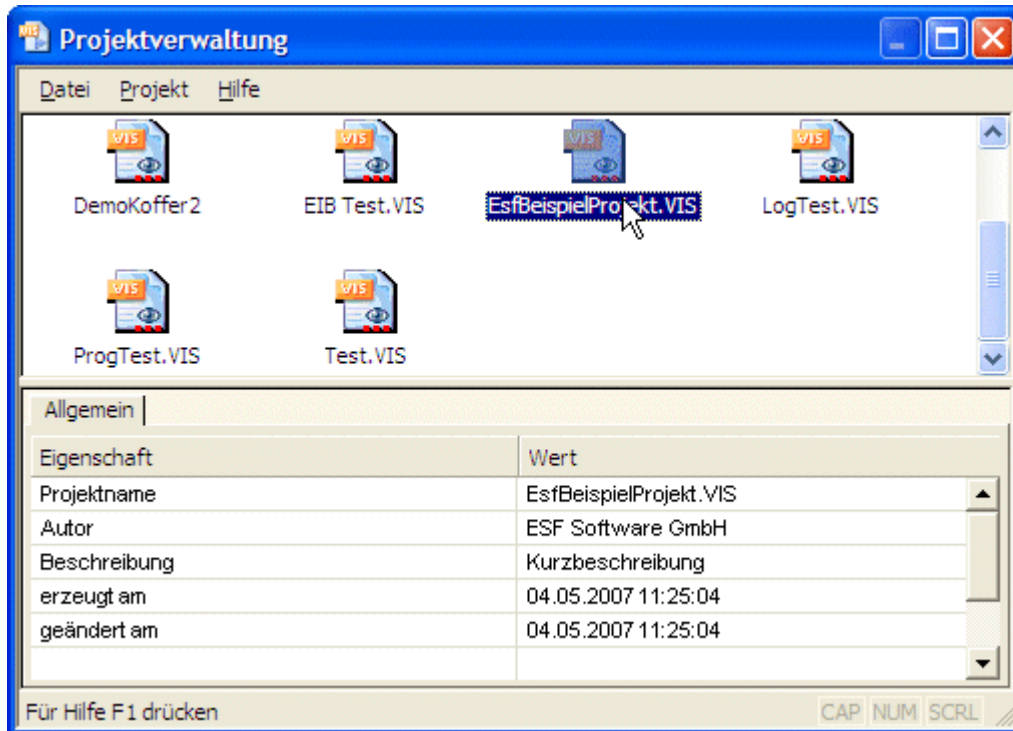 Projektverwaltung
Datei Projekt Hilfe
VIS VIS VIS VIS
DemoKoffer2 EIB Test.VIS EsfBeispielProjekt.VIS LogTest.VIS
VIS VIS
ProgTest.VIS Test.VIS
Allgemein
Eigenschaft Wert
Projektname EsfBeispielProjekt.VIS
Autor ESF Software GmbH
Beschreibung Kurzbeschreibung
erzeugt am 04.05.2007 11:25:04
geändert am 04.05.2007 11:25:04
Für Hilfe F1 drücken CAP NUM SCRL